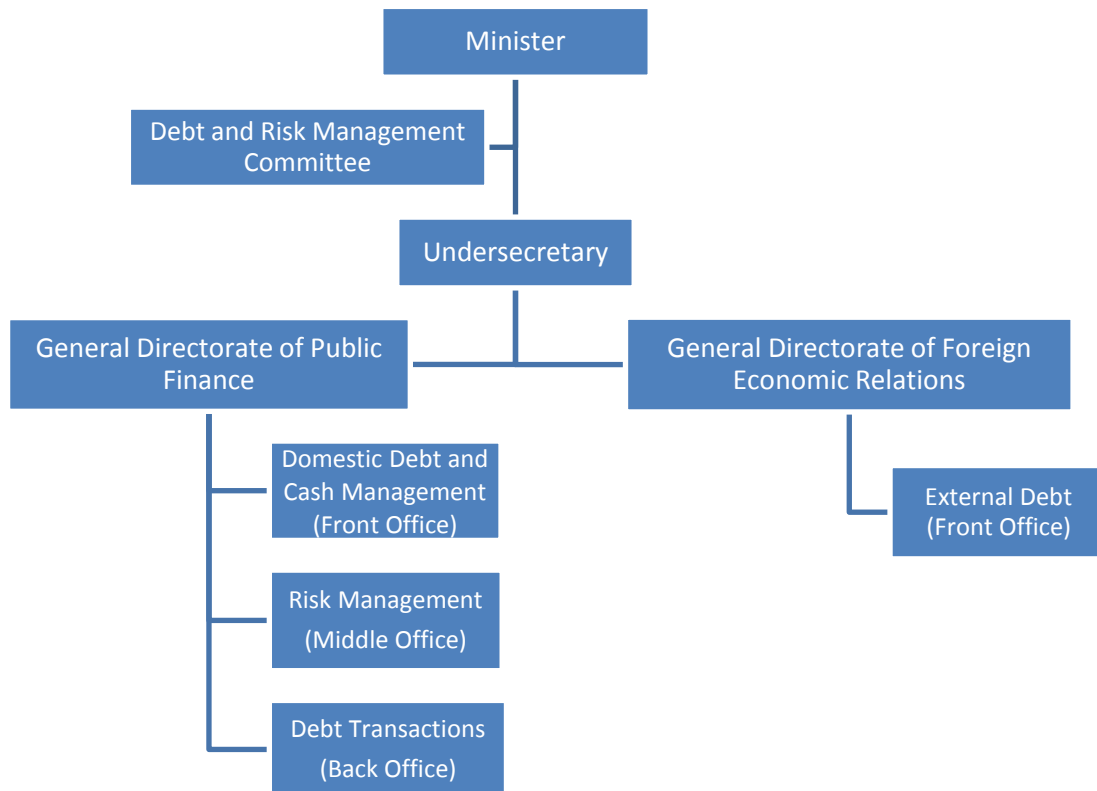 Minister
Debt and Risk Management
Committee
Undersecretary
General Directorate of Public
Finance
General Directorate of Foreign
Economic Relations
Domestic Debt and
Cash Management
(Front Office)
External Debt
(Front Office)
Risk Management
(Middle Office)
Debt Transactions
(Back Office)